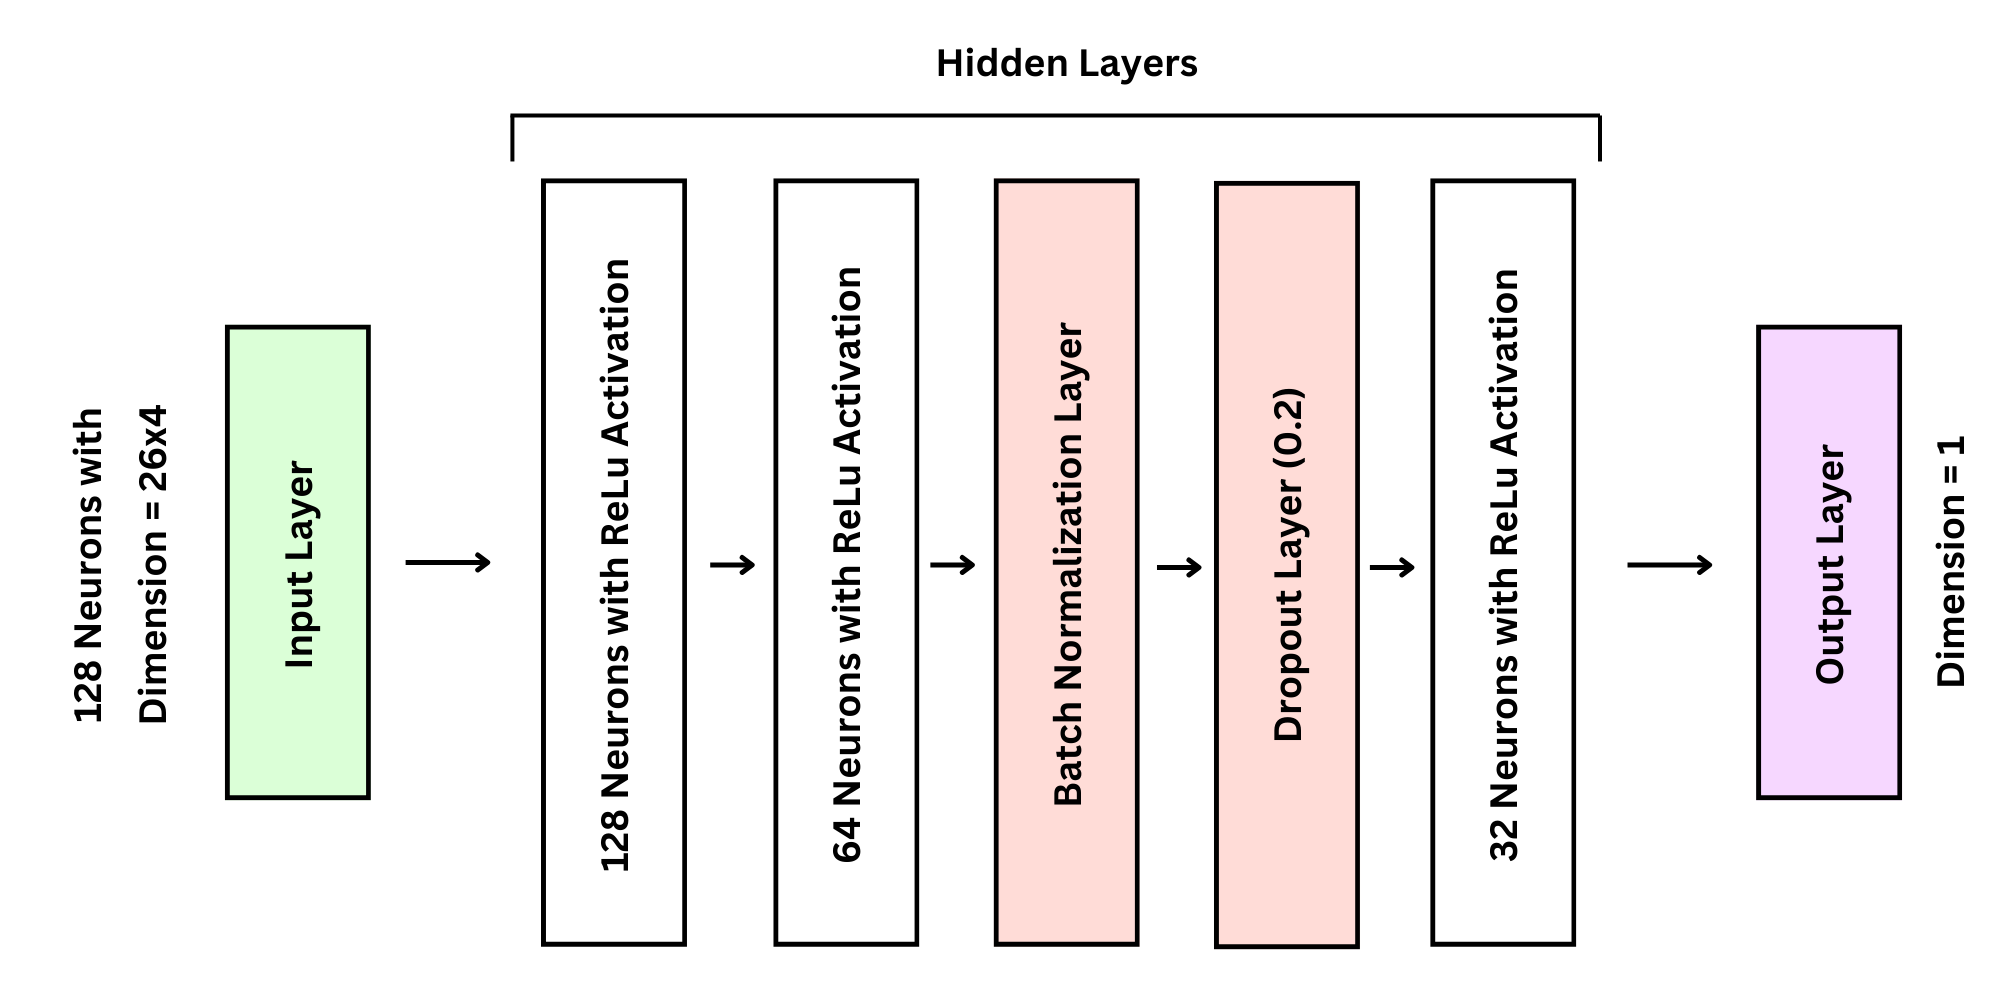 Hidden Layers
128 Neurons with
Dimension = 26x4
Input Layer
128 Neurons with ReLu Activation
64 Neurons with ReLu Activation
Batch Normalization Layer
Dropout Layer (0.2)
32 Neurons with ReLu Activation
Output Layer
Dimension = 1